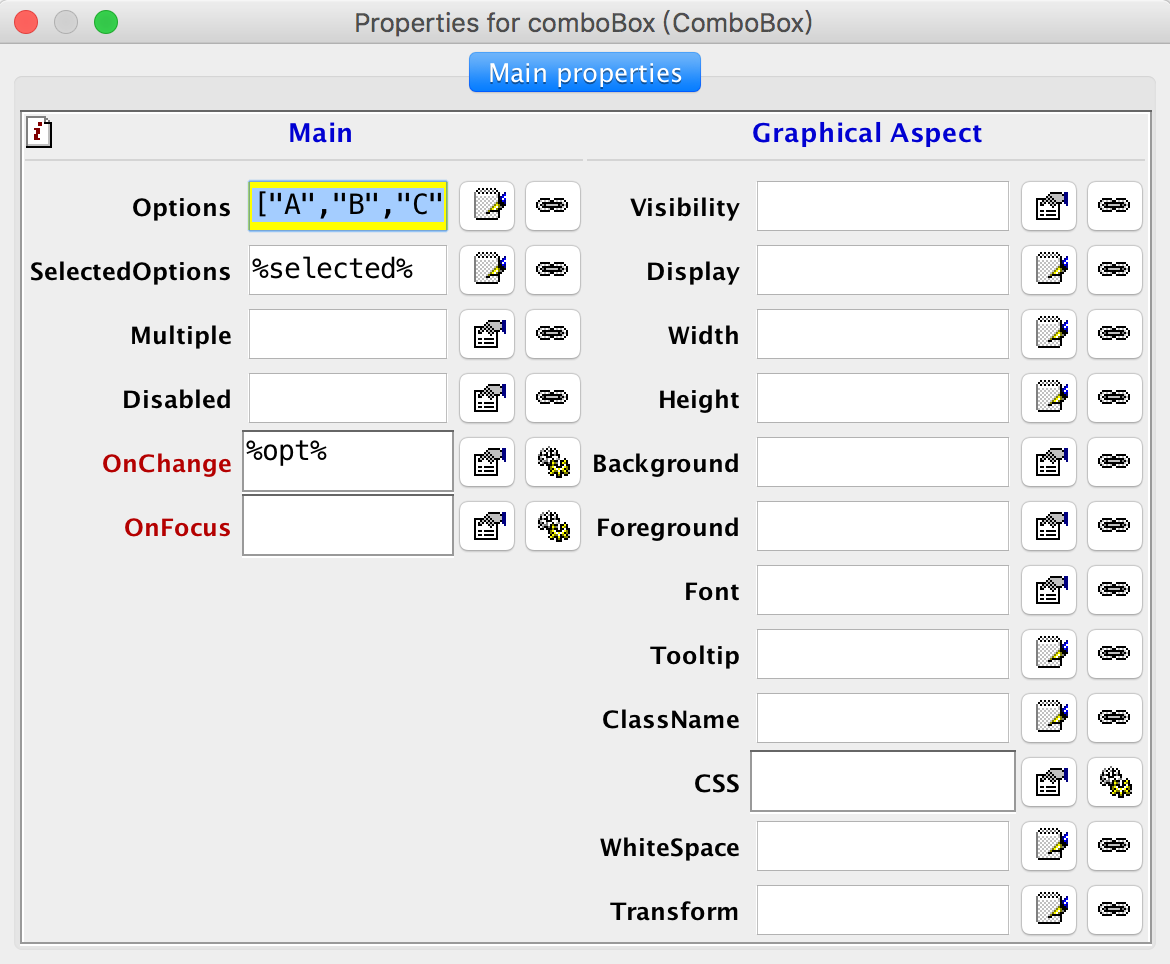 Properties for comboBox (ComboBox)
Main properties
i
Main
Options ["A","B","C"
SelectedOptions %selected%
Multiple
Disabled
OnChange %opt%
OnFocus
Graphical Aspect
Visibility
Display
Width
Height
Background
Foreground
Font
Tooltip
ClassName
CSS
WhiteSpace
Transform